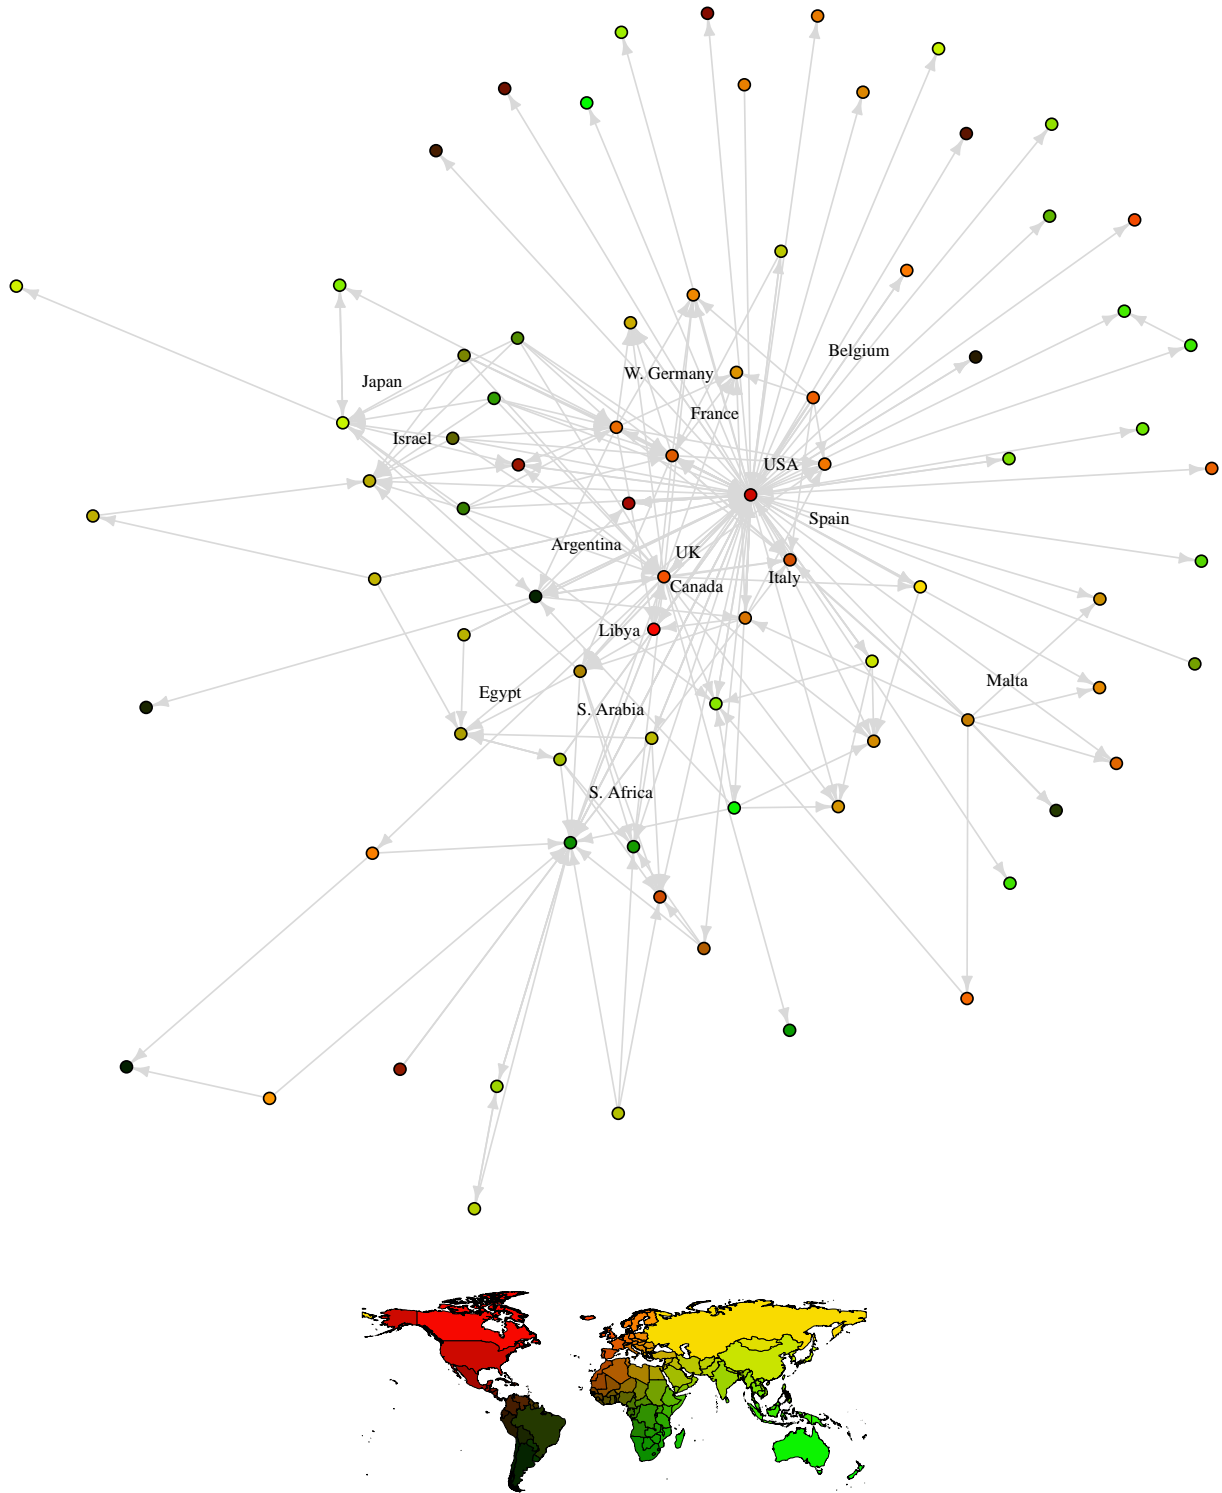 Belgium
W. Germany
Japan
France
Israel
USA
Spain
Argentina
UK
Italy
Canada
Libya
Malta
Egypt
S. Arabia
S. Africa